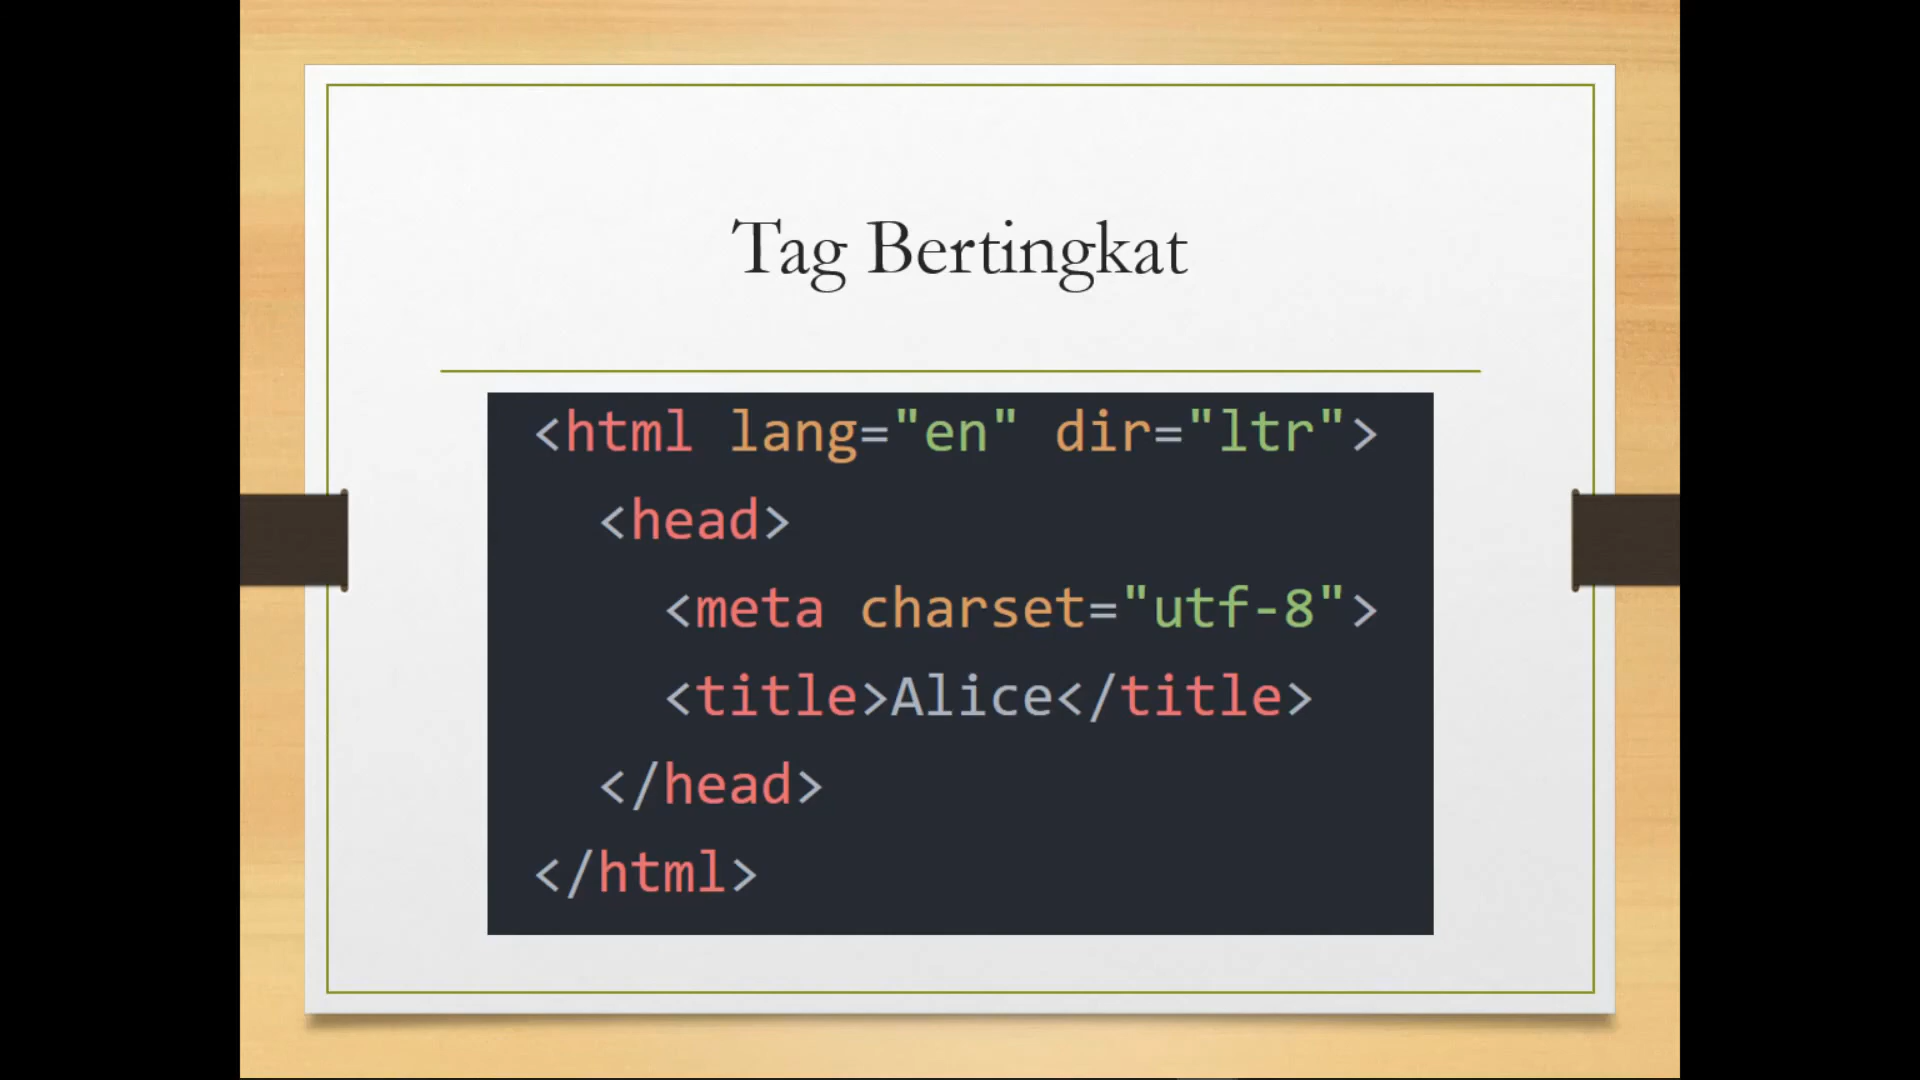 Tag Bertingkat
<html lang="en" dir="ltr">
<head>
<meta charset="utf-8">
<title>Alice</title>
</head>
</html>